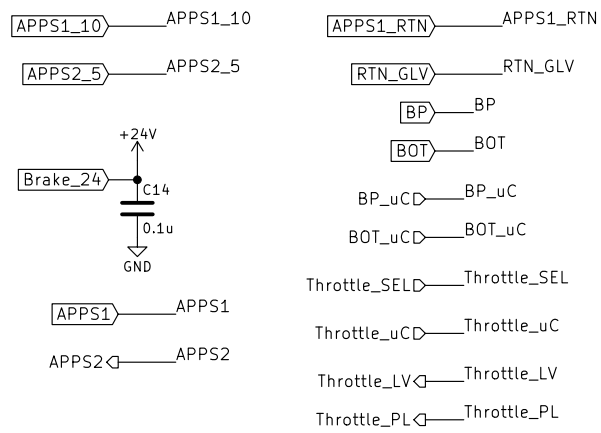 APPS1_10 APPS1_10
APPS2_5 APPS2_5
+24V
Brake_24
C14
0.1u
GND
APPS1 APPS1
APPS2 APPS2
APPS1_RTN APPS1_RTN
RTN_GLV RTN_GLV
BP BP
BOT BOT
BP_uC BP_uC
BOT_uC BOT_uC
Throttle_SEL Throttle_SEL
Throttle_uC Throttle_uC
Throttle_LV Throttle_LV
Throttle_PL Throttle_PL